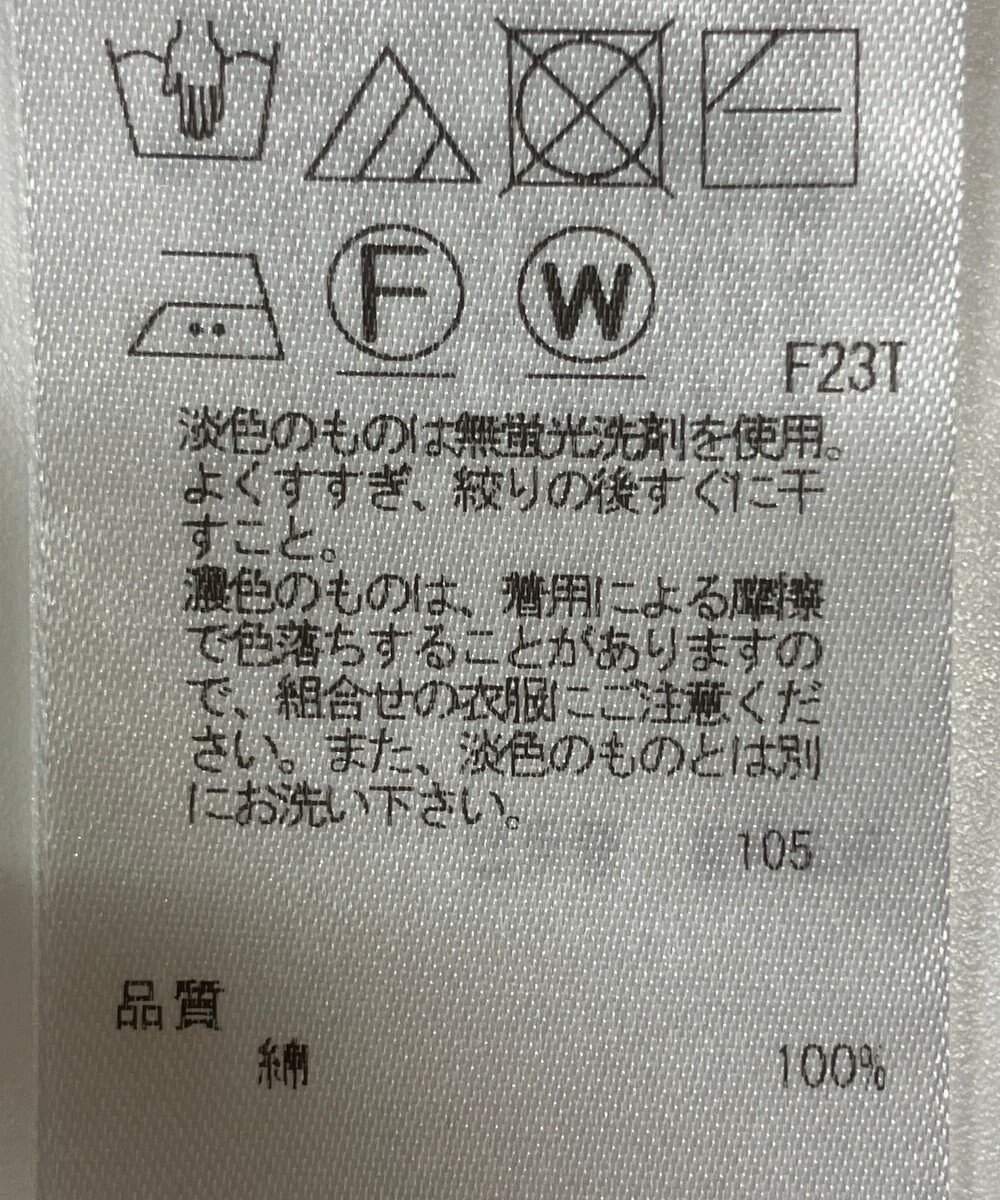 F W
F23T
淡色のものは無蛍光洗剤を使用。
よくすすぎ、絞りの後すぐに干
すこと。
濃色のものは、着用による摩擦
で色落ちすることがありますの
で、組合せの衣服にご注意くだ
さい。また、淡色のものとは別
にお洗い下さい。
105
品質
綿 100%